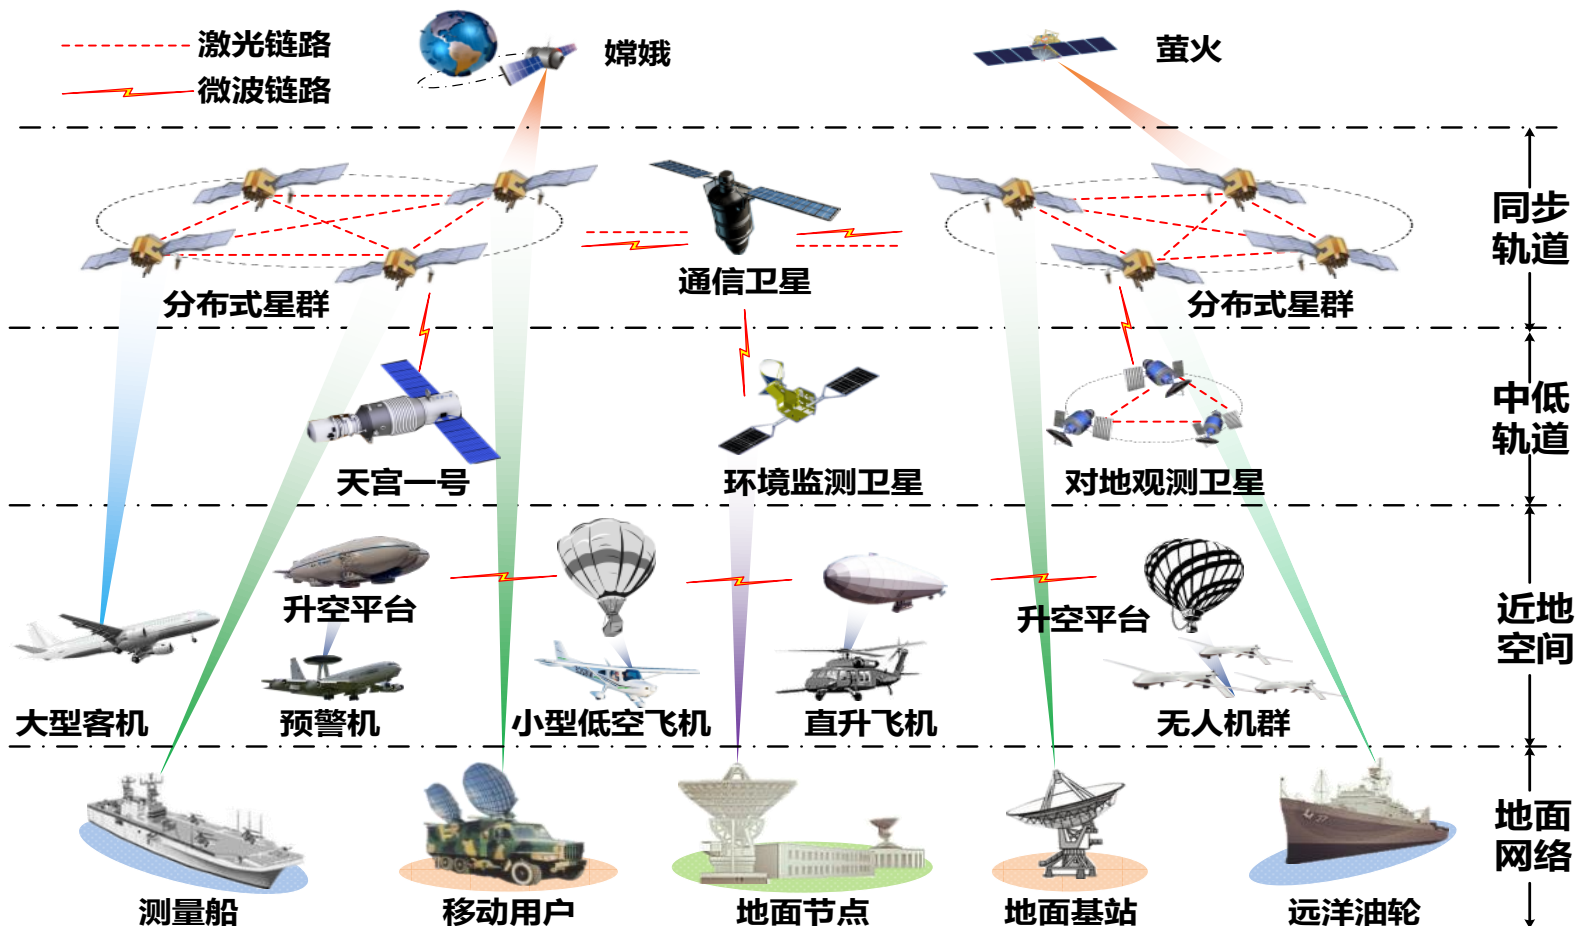 激光链路
微波链路
嫦娥
萤火
同步
轨道
通信卫星
分布式星群
分布式星群
中低
轨道
天宫一号
环境监测卫星
对地观测卫星
近地
空间
升空平台
升空平台
大型客机
预警机
小型低空飞机
直升飞机
无人机群
地面
网络
测量船
移动用户
地面节点
地面基站
远洋油轮